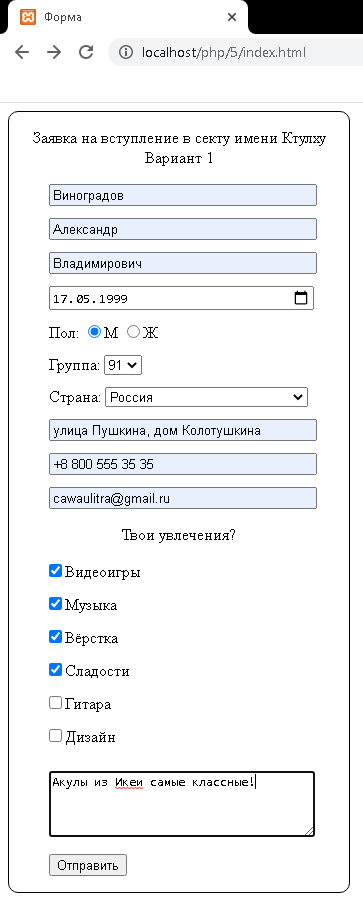 Форма
localhost/php/5/index.html
Заявка на вступление в секту имени Ктулху
Вариант 1
Виноградов
Александр
Владимирович
17.05.1999
Пол: М Ж
Группа: 91
Страна: Россия
улица Пушкина, дом Колотушкина
+8 800 555 35 35
cawaulitra@gmail.ru
Твои увлечения?
Видеоигры
Музыка
Вёрстка
Сладости
Гитара
Дизайн
Акулы из Икеи самые классные!
Отправить